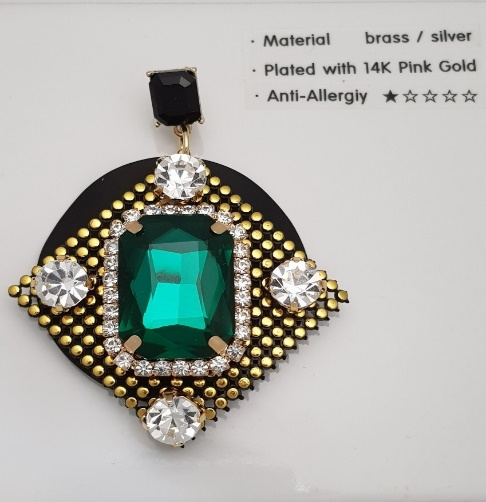 · Material brass / silver
· Plated with 14K Pink Gold
· Anti-Allergiy ★☆☆☆☆